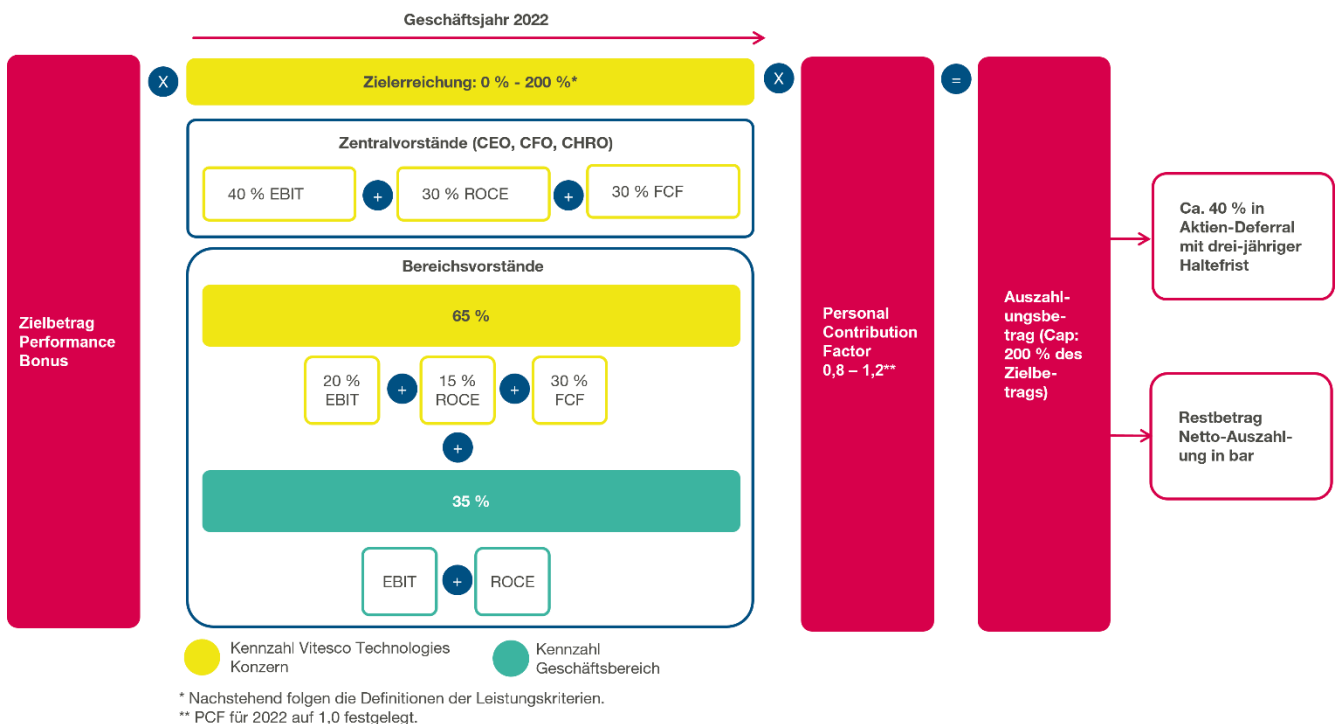 Geschäftsjahr 2022
Zielbetrag
Performance
Bonus
X
Zielerreichung: 0 % - 200 %*
Zentralvorstände (CEO, CFO, CHRO)
40 % EBIT
+
30 % ROCE
+
30 % FCF
Bereichsvorstände
65 %
20 %
EBIT
+
15 %
ROCE
+
30 %
FCF
+
35 %
EBIT
+
ROCE
X
Personal
Contribution
Factor
0,8 – 1,2**
=
Auszahl-
ungsbe-
trag (Cap:
200 % des
Zielbe-
trags)
Ca. 40 % in
Aktien-Deferral
mit drei-jähriger
Haltefrist
Restbetrag
Netto-Auszahl-
ung in bar
Kennzahl Vitesco Technologies
Konzern
Kennzahl
Geschäftsbereich
* Nachstehend folgen die Definitionen der Leistungskriterien.
** PCF für 2022 auf 1,0 festgelegt.